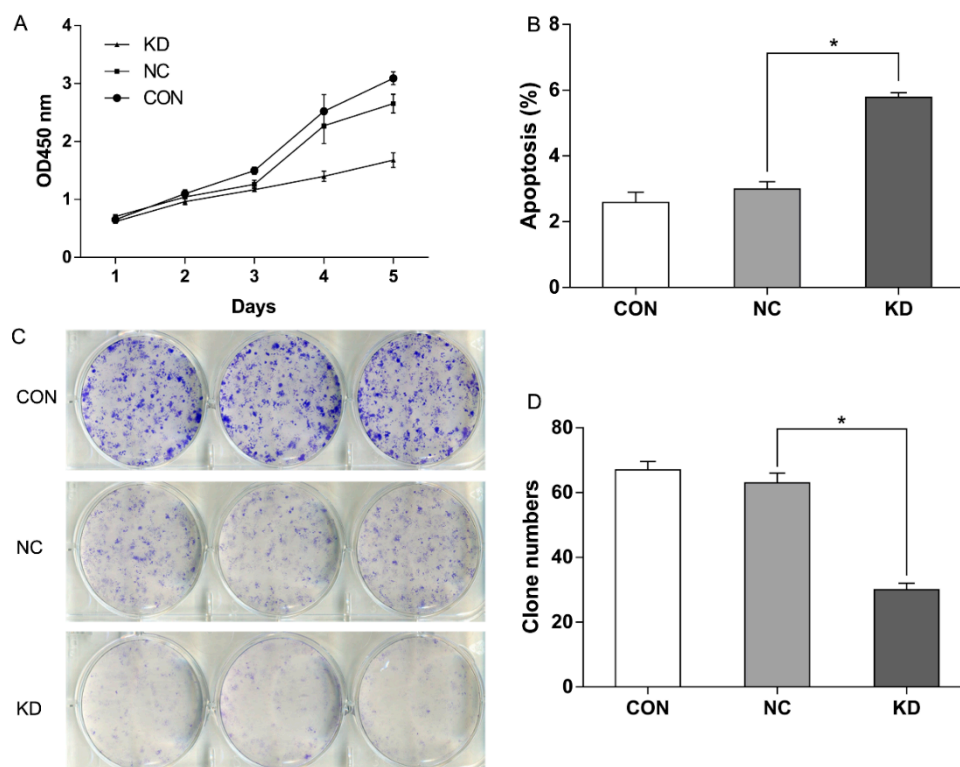 A
4
3
2
1
0
OD450 nm
KD
NC
CON
1 2 3 4 5
Days
B
8
6
4
2
0
Apoptosis (%)
*
CON NC KD
C
CON
NC
KD
D
80
60
40
20
0
Clone numbers
*
CON NC KD